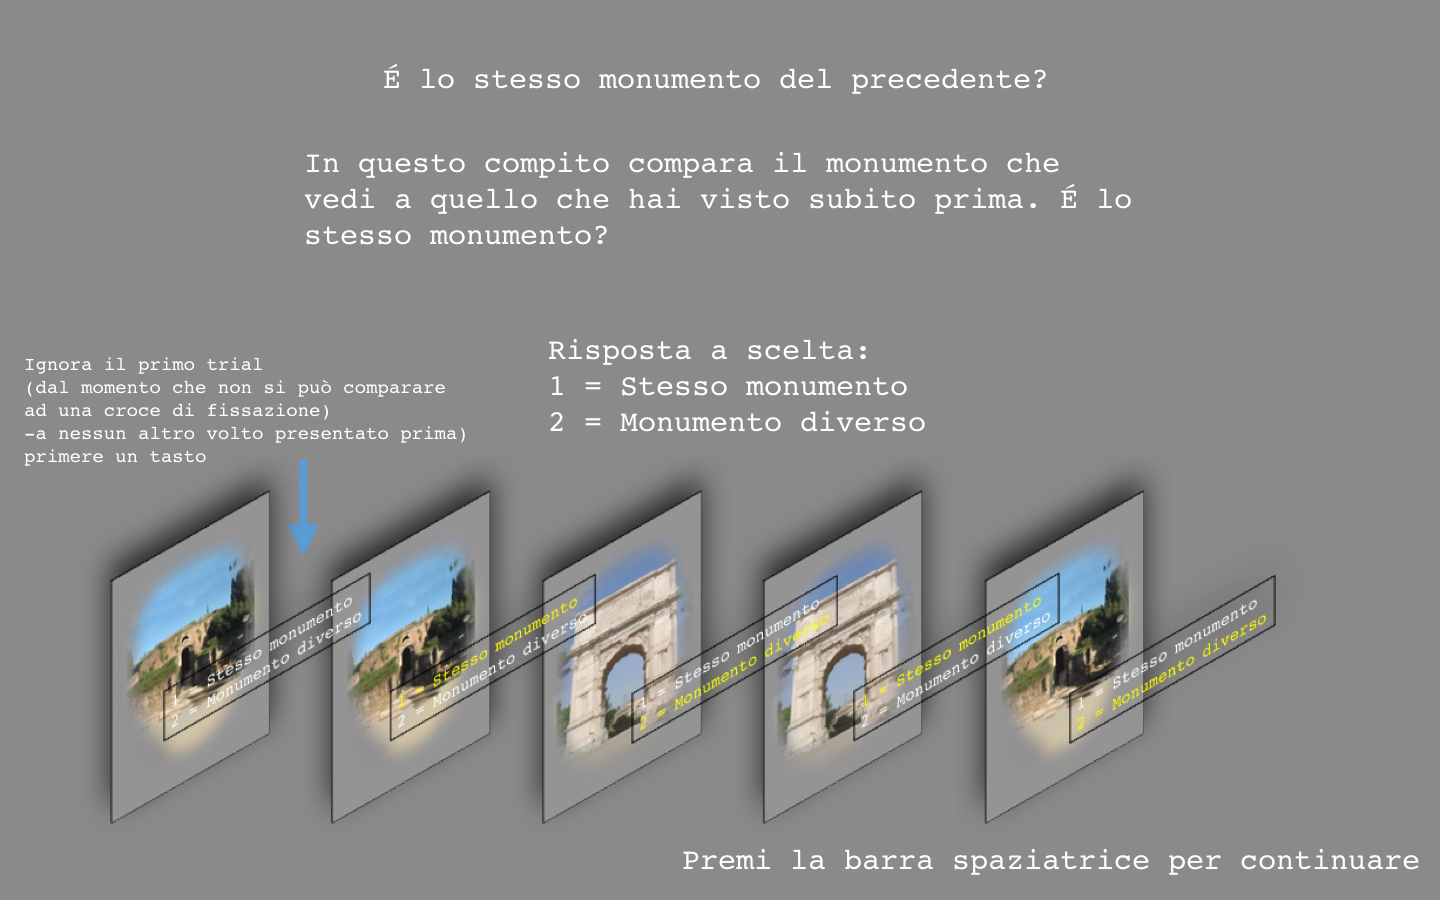 É lo stesso monumento del precedente?
In questo compito compara il monumento che
vedi a quello che hai visto subito prima. É lo
stesso monumento?
Ignora il primo trial
(dal momento che non si può comparare
ad una croce di fissazione)
-a nessun altro volto presentato prima)
primere un tasto
Risposta a scelta:
1 = Stesso monumento
2 = Monumento diverso
1 = Stesso monumento
2 = Monumento diverso
1 = Stesso monumento
2 = Monumento diverso
1 = Stesso monumento
2 = Monumento diverso
1 = Stesso monumento
2 = Monumento diverso
1 = Stesso monumento
2 = Monumento diverso
Premi la barra spaziatrice per continuare